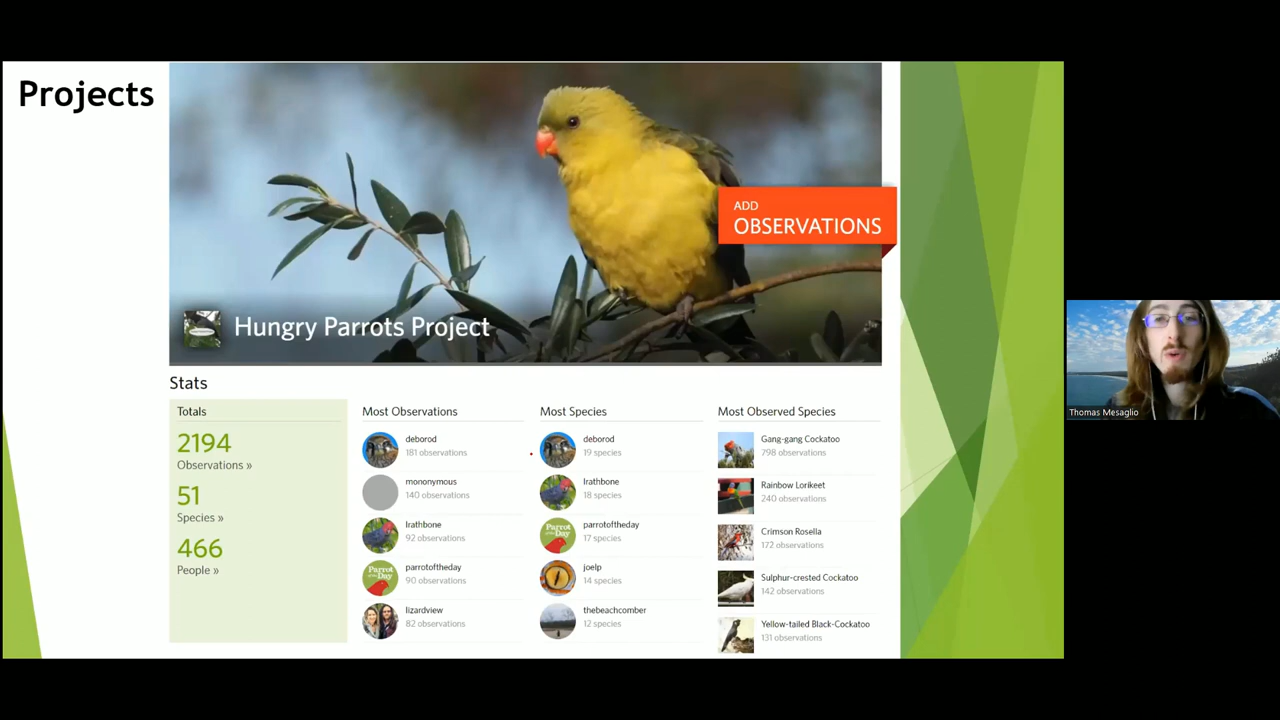 Projects
ADD
OBSERVATIONS
Hungry Parrots Project
Stats
Totals
2194
Observations »
51
Species »
466
People »
Most Observations
deborod
181 observations
mononymous
140 observations
lrathbone
92 observations
parrotoftheday
90 observations
lizardview
82 observations
Most Species
deborod
19 species
lrathbone
18 species
parrotoftheday
17 species
joelp
14 species
thebeachcomber
12 species
Most Observed Species
Gang-gang Cockatoo
798 observations
Rainbow Lorikeet
240 observations
Crimson Rosella
172 observations
Sulphur-crested Cockatoo
142 observations
Yellow-tailed Black-Cockatoo
131 observations
Thomas Mesaglio